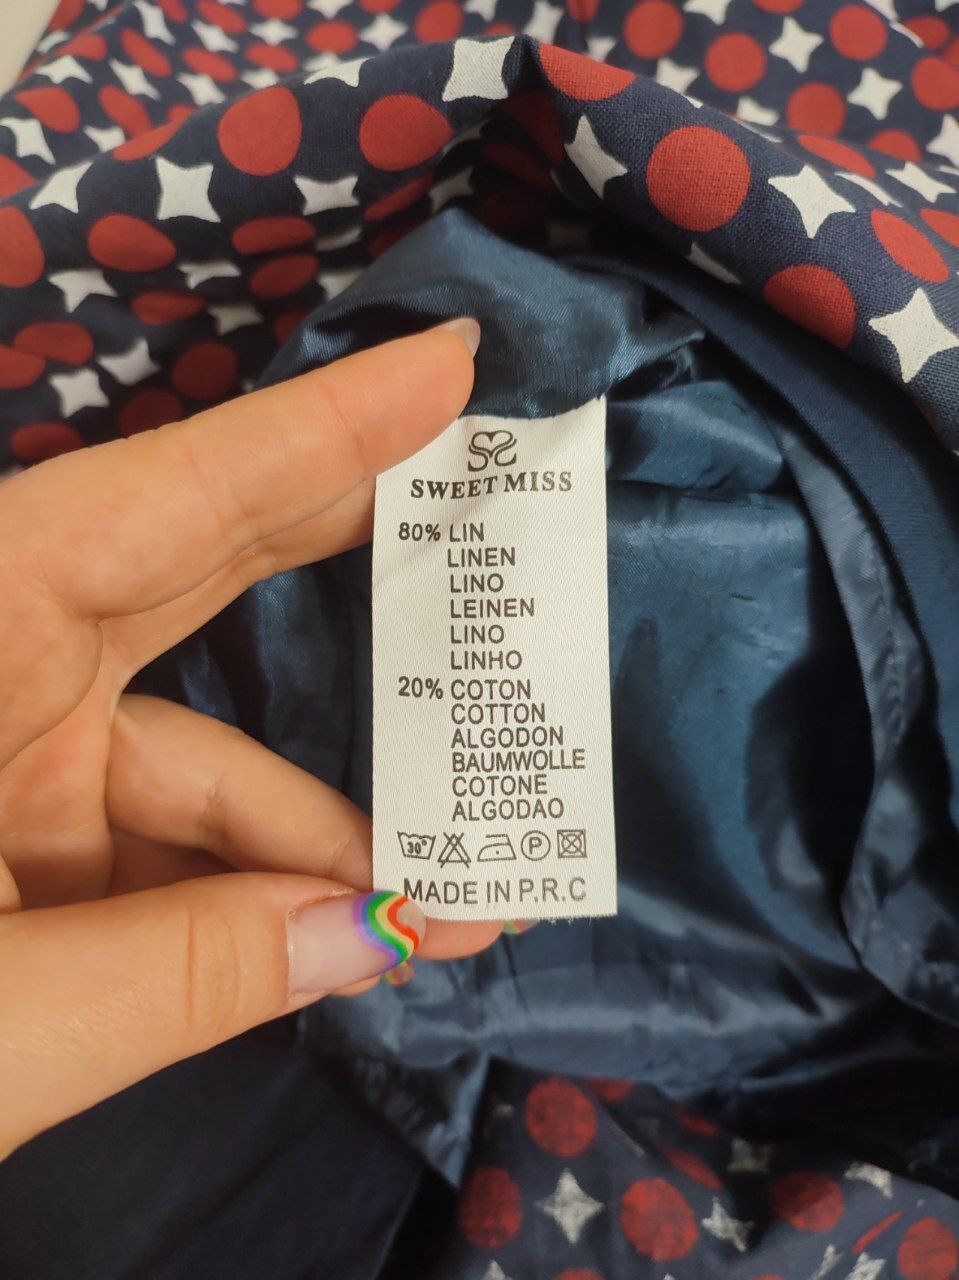 SWEET MISS
80% LIN
LINEN
LINO
LEINEN
LINO
LINHO
20% COTON
COTTON
ALGODON
BAUMWOLLE
COTONE
ALGODAO
30° P
MADE IN P.R.C